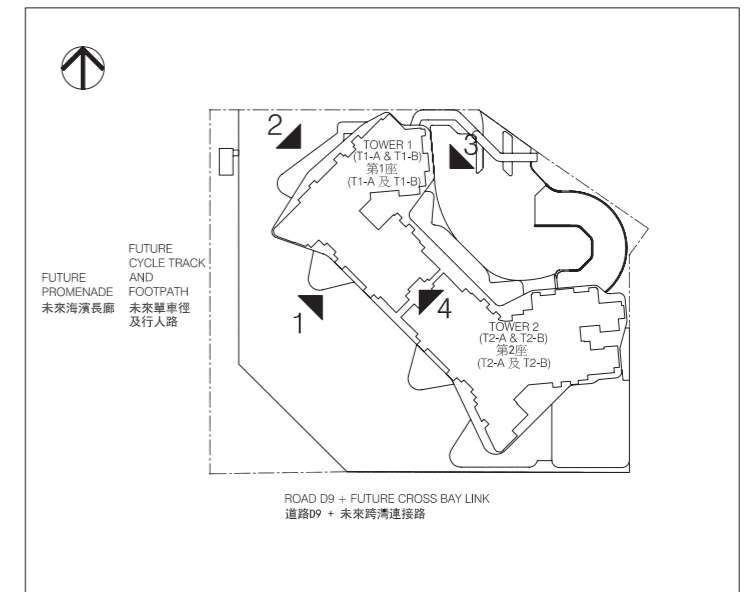 2
3
TOWER 1
(T1-A & T1-B)
第1座
(T1-A 及 T1-B)
FUTURE
PROMENADE
未來海濱長廊
FUTURE
CYCLE TRACK
AND
FOOTPATH
未來單車徑
及行人路
1
4
TOWER 2
(T2-A & T2-B)
第2座
(T2-A 及 T2-B)
ROAD D9 + FUTURE CROSS BAY LINK
道路D9 + 未來跨灣連接路